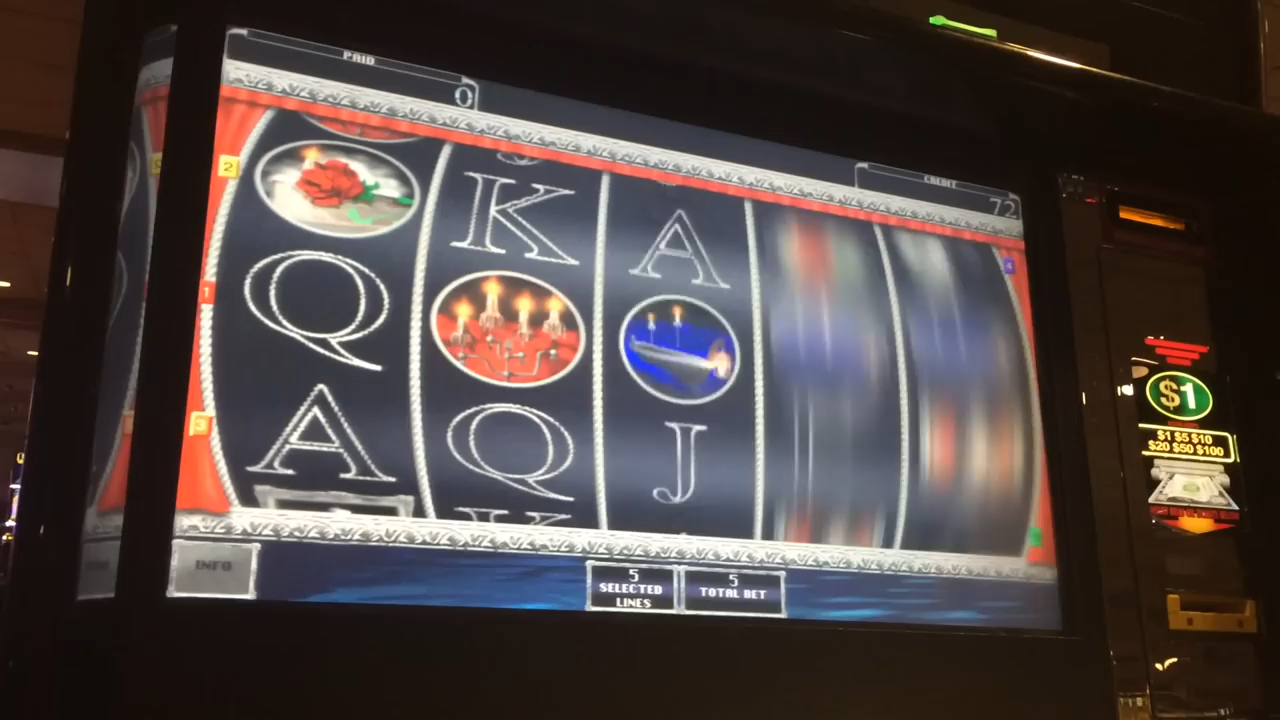 PAID
0
CREDIT
72
2
K
A
Q
1
A
3
Q
J
K
INFO
5
SELECTED
LINES
5
TOTAL BET
$1
$1 $5 $10
$20 $50 $100